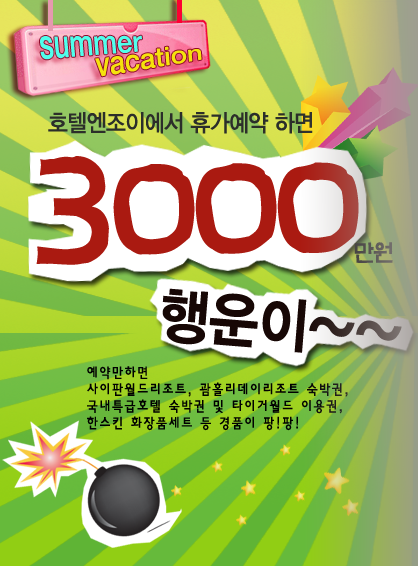 summer
vacation
호텔엔조이에서 휴가예약 하면
3000
만원
행운이~~
예약만하면
사이판월드리조트, 괌홀리데이리조트 숙박권,
국내특급호텔 숙박권 및 타이거월드 이용권,
한스킨 화장품세트 등 경품이 팡!팡!